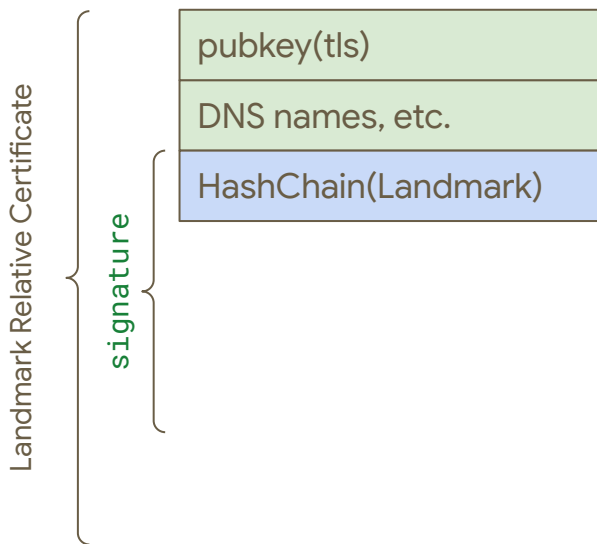 Landmark Relative Certificate
signature
pubkey(tls)
DNS names, etc.
HashChain(Landmark)